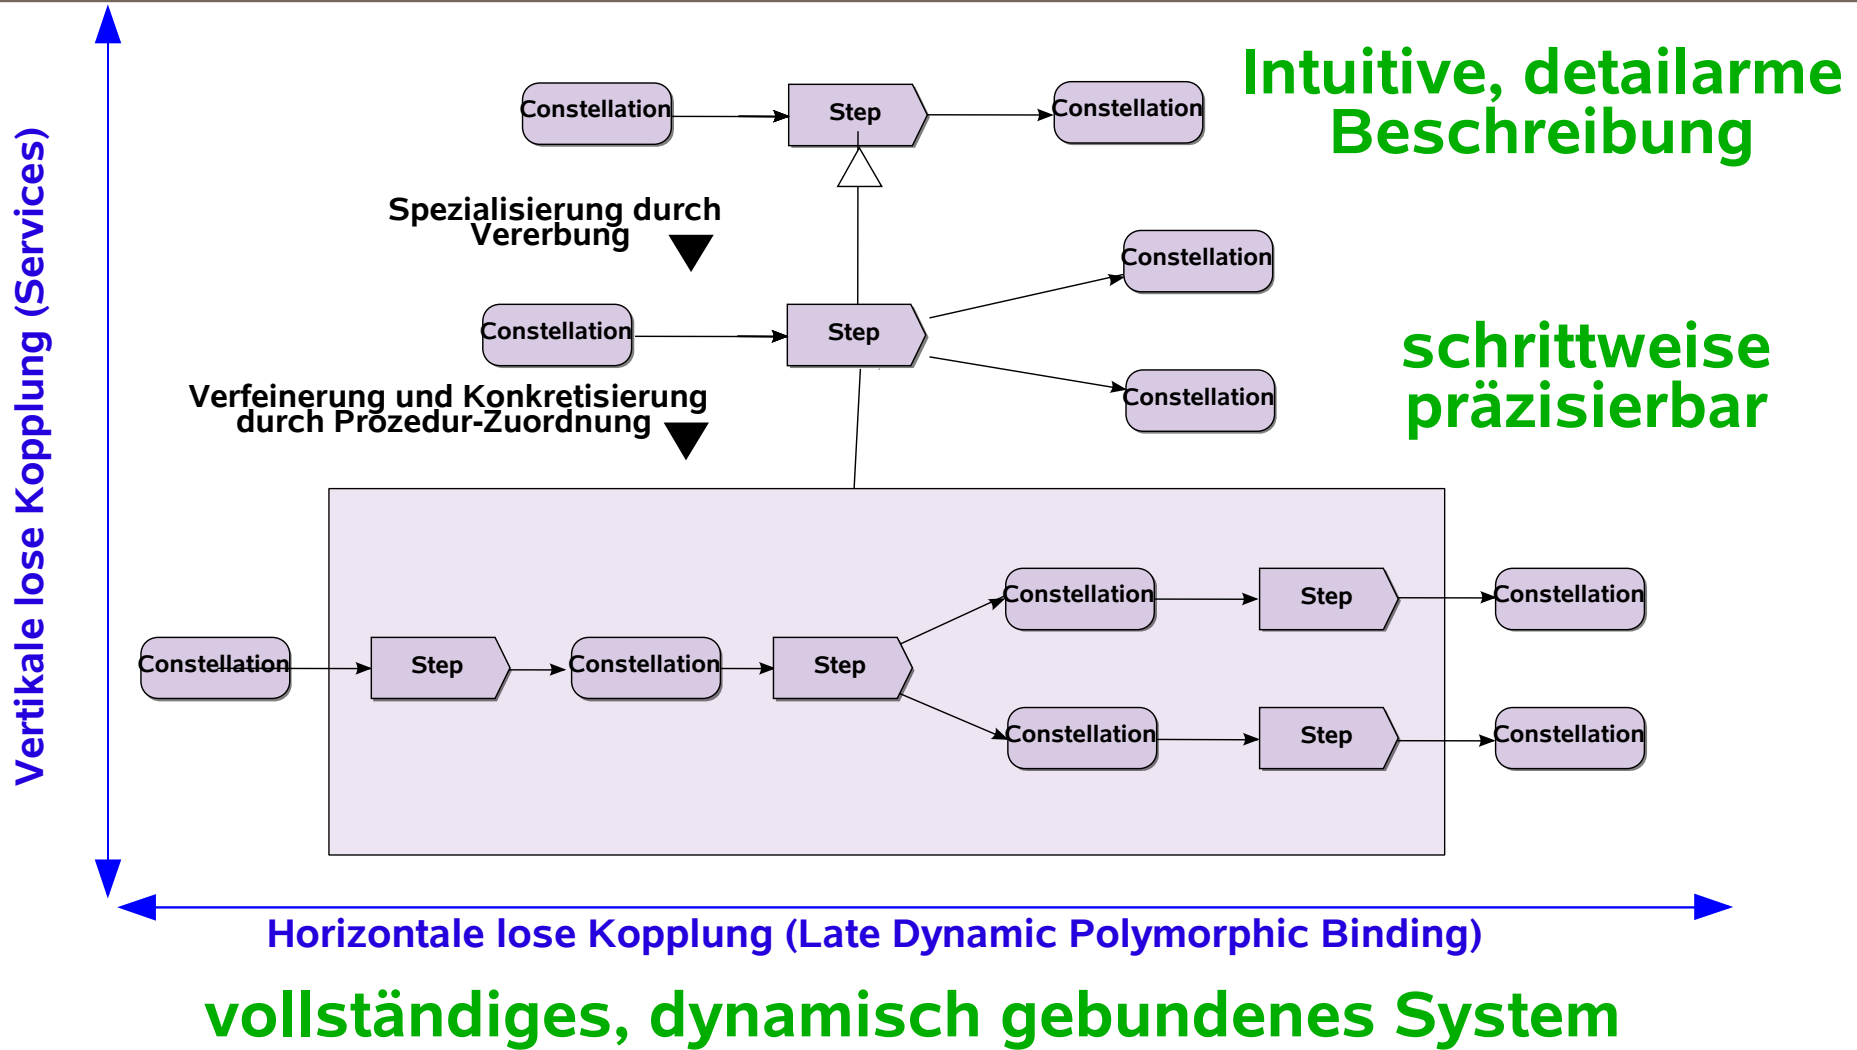 Vertikale lose Kopplung (Services)
Constellation
Step
Constellation
Intuitive, detailarme
Beschreibung
Spezialisierung durch
Vererbung
Constellation
Constellation
Step
Constellation
schrittweise
präzisierbar
Verfeinerung und Konkretisierung
durch Prozedur-Zuordnung
Constellation
Step
Constellation
Step
Constellation
Step
Constellation
Constellation
Step
Constellation
Horizontale lose Kopplung (Late Dynamic Polymorphic Binding)
vollständiges, dynamisch gebundenes System